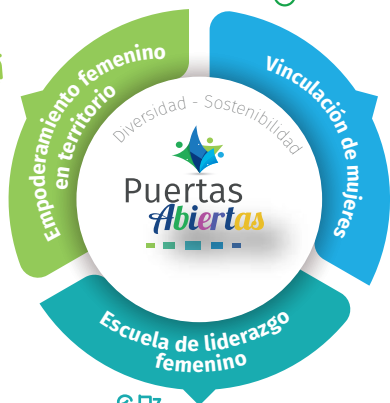 Empoderamiento femenino
en territorio
Vinculación de mujeres
Diversidad - Sostenibilidad
Puertas
Abiertas
Escuela de liderazgo
femenino